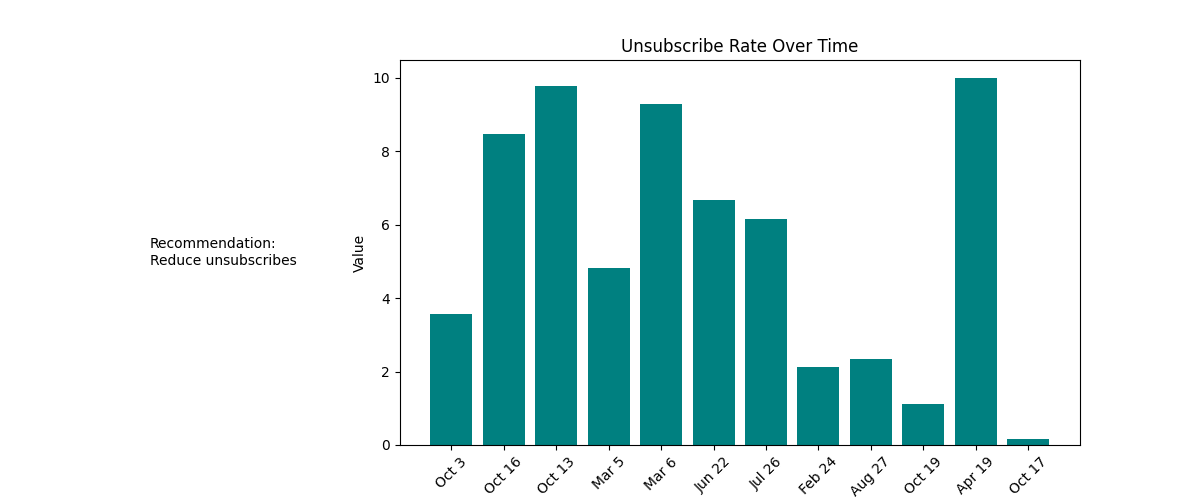 Unsubscribe Rate Over Time
Recommendation:
Reduce unsubscribes
Value
10
8
6
4
2
0
Oct 3
Oct 16
Oct 13
Mar 5
Mar 6
Jun 22
Jul 26
Feb 24
Aug 27
Oct 19
Apr 19
Oct 17